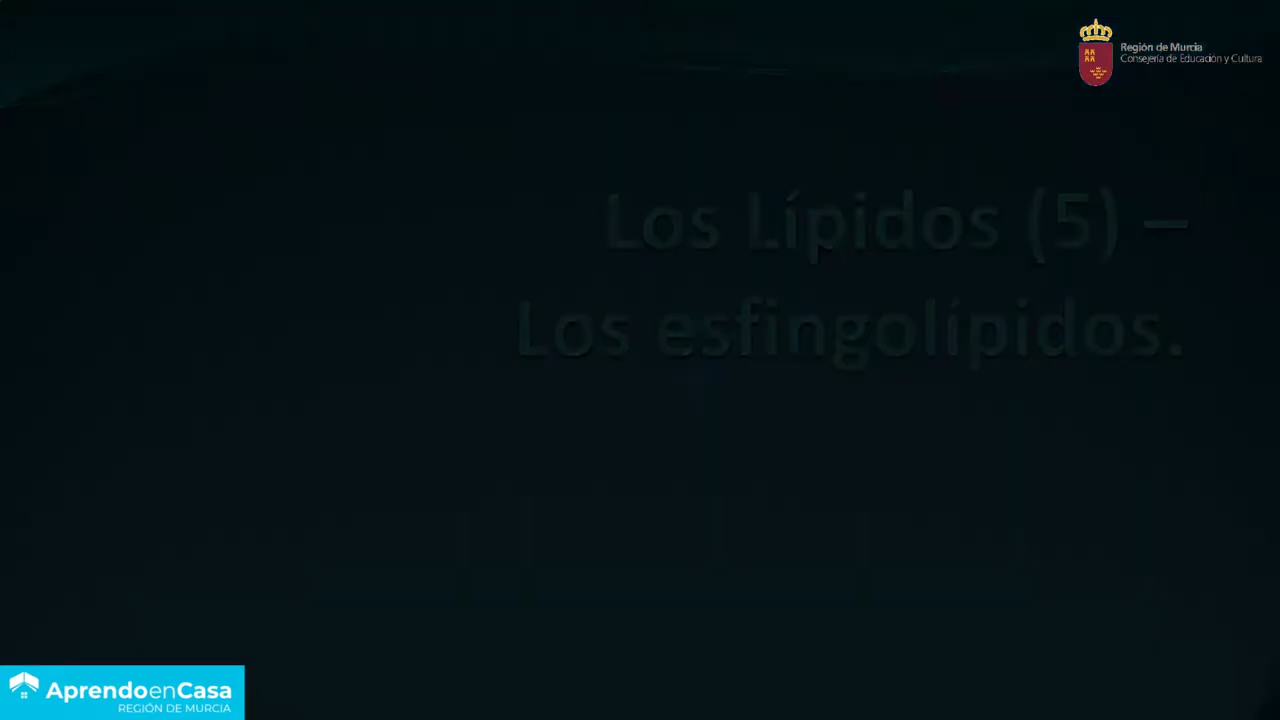 Región de Murcia
Consejería de Educación y Cultura
Los Lípidos (5) –
Los esfingolípidos.
AprendoenCasa
REGIÓN DE MURCIA